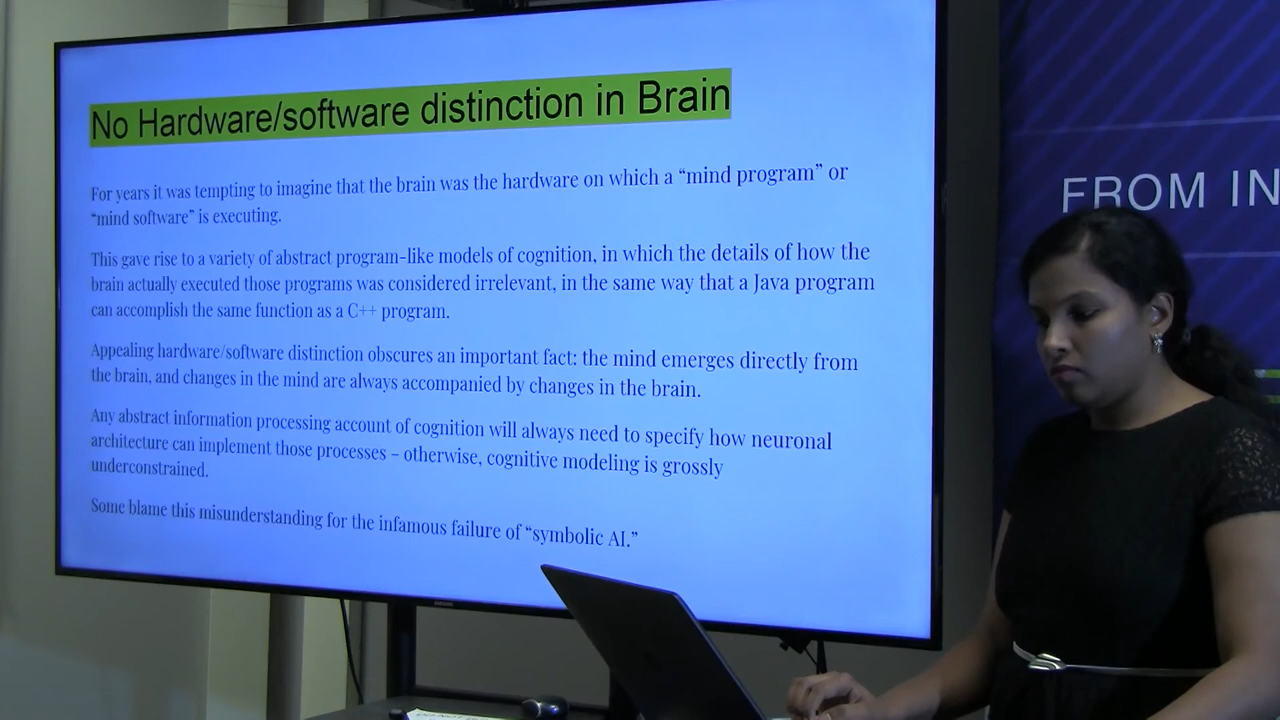 No Hardware/software distinction in Brain
For years it was tempting to imagine that the brain was the hardware on which a “mind program” or
“mind software” is executing.
This gave rise to a variety of abstract program-like models of cognition, in which the details of how the
brain actually executed those programs was considered irrelevant, in the same way that a Java program
can accomplish the same function as a C++ program.
Appealing hardware/software distinction obscures an important fact: the mind emerges directly from
the brain, and changes in the mind are always accompanied by changes in the brain.
Any abstract information processing account of cognition will always need to specify how neuronal
architecture can implement those processes – otherwise, cognitive modeling is grossly
underconstrained.
Some blame this misunderstanding for the infamous failure of “symbolic AI.”
FROM IN
SAMSUNG